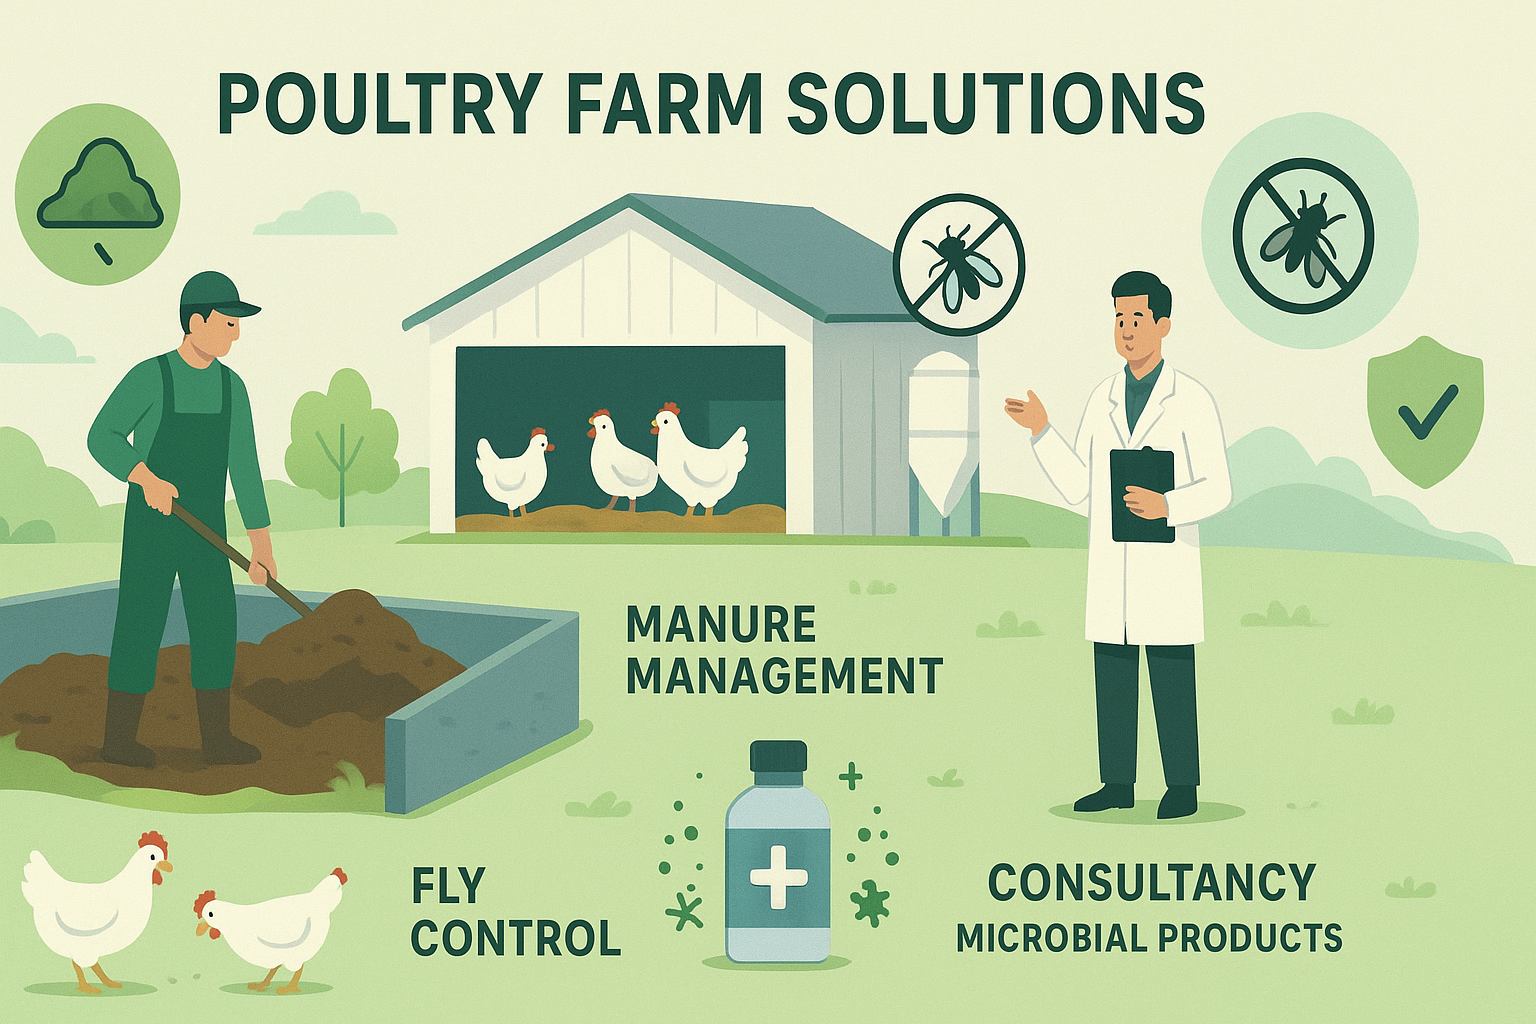 POULTRY FARM SOLUTIONS
MANURE
MANAGEMENT
FLY
CONTROL
CONSULTANCY
MICROBIAL PRODUCTS